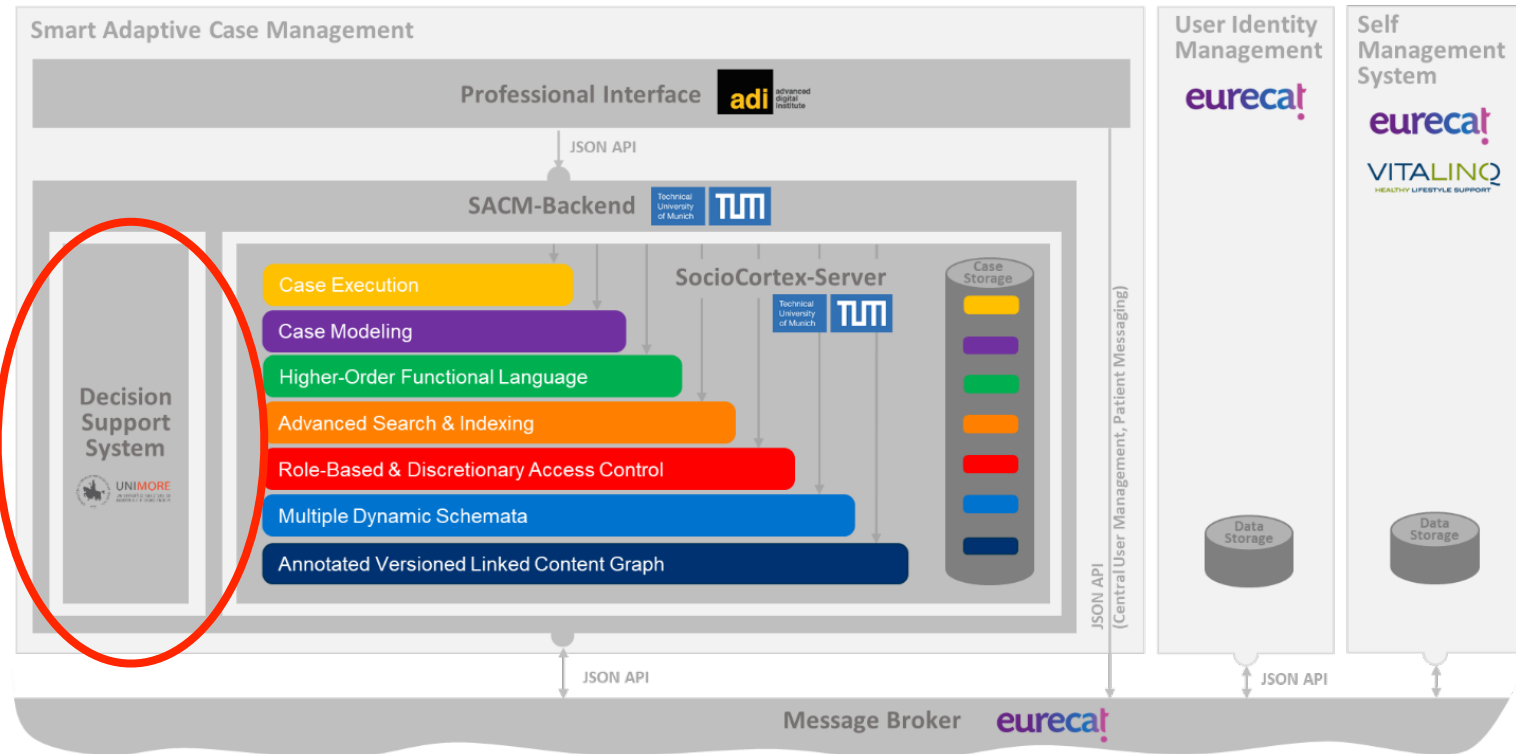 Smart Adaptive Case Management
Professional Interface
adi
advanced
digital
institute
JSON API
SACM-Backend
Technical
University
of Munich
TUM
Decision
Support
System
UNIMORE
SocioCortex-Server
Technical
University
of Munich
TUM
Case Execution
Case Modeling
Higher-Order Functional Language
Advanced Search & Indexing
Role-Based & Discretionary Access Control
Multiple Dynamic Schemata
Annotated Versioned Linked Content Graph
Case
Storage
JSON API
(Central User Management, Patient Messaging)
User Identity
Management
eurecat
Data
Storage
Self
Management
System
eurecat
VITALINQ
HEALTHY LIFESTYLE SUPPORT
Data
Storage
JSON API
JSON API
Message Broker
eurecat